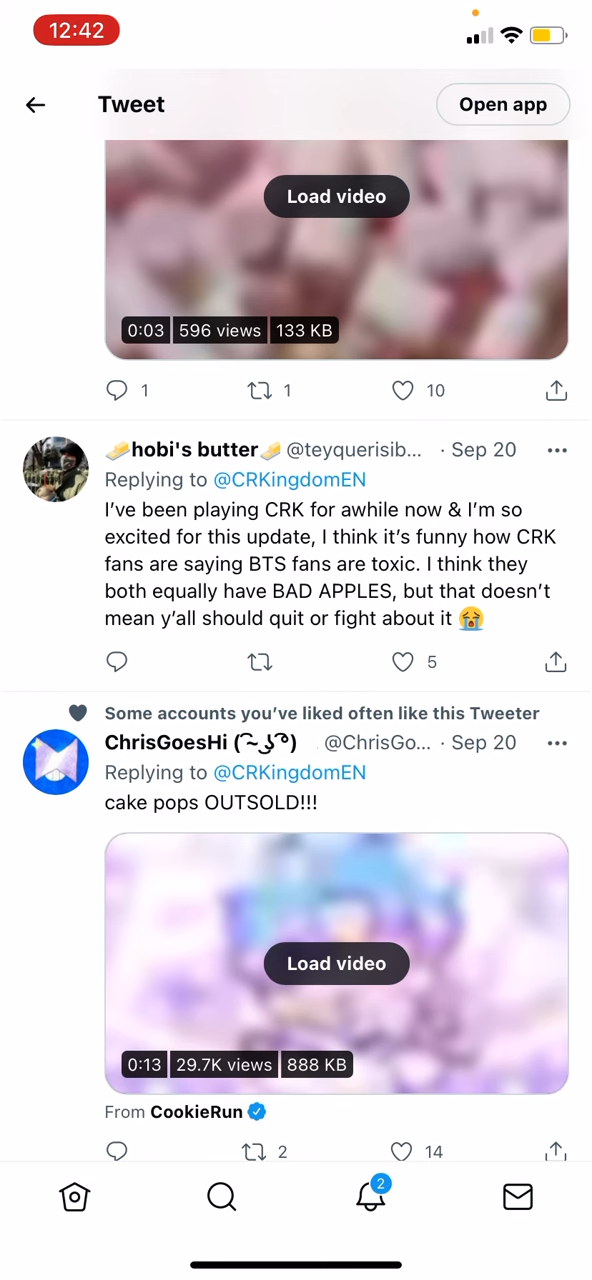 12:42
Tweet
Open app
Load video
0:03 596 views 133 KB
1 1 10
🧈hobi's butter🧈 @teyquerisib... · Sep 20
Replying to @CRKingdomEN
I’ve been playing CRK for awhile now & I’m so
excited for this update, I think it’s funny how CRK
fans are saying BTS fans are toxic. I think they
both equally have BAD APPLES, but that doesn’t
mean y’all should quit or fight about it 😭
5
Some accounts you’ve liked often like this Tweeter
ChrisGoesHi ( ͡~ ͜ʖ ͡°) @ChrisGo... · Sep 20
Replying to @CRKingdomEN
cake pops OUTSOLD!!!
Load video
0:13 29.7K views 888 KB
From CookieRun
2 14
2